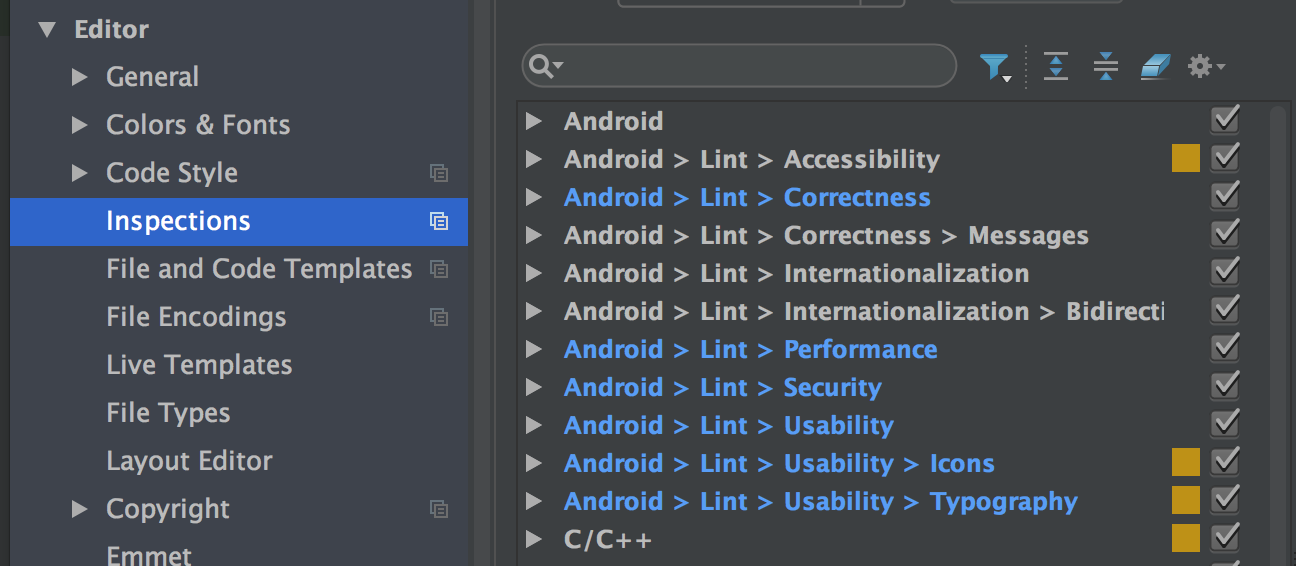 Editor
General
Colors & Fonts
Code Style
Inspections
File and Code Templates
File Encodings
Live Templates
File Types
Layout Editor
Copyright
Emmet
Android
Android > Lint > Accessibility
Android > Lint > Correctness
Android > Lint > Correctness > Messages
Android > Lint > Internationalization
Android > Lint > Internationalization > Bidirecti
Android > Lint > Performance
Android > Lint > Security
Android > Lint > Usability
Android > Lint > Usability > Icons
Android > Lint > Usability > Typography
C/C++